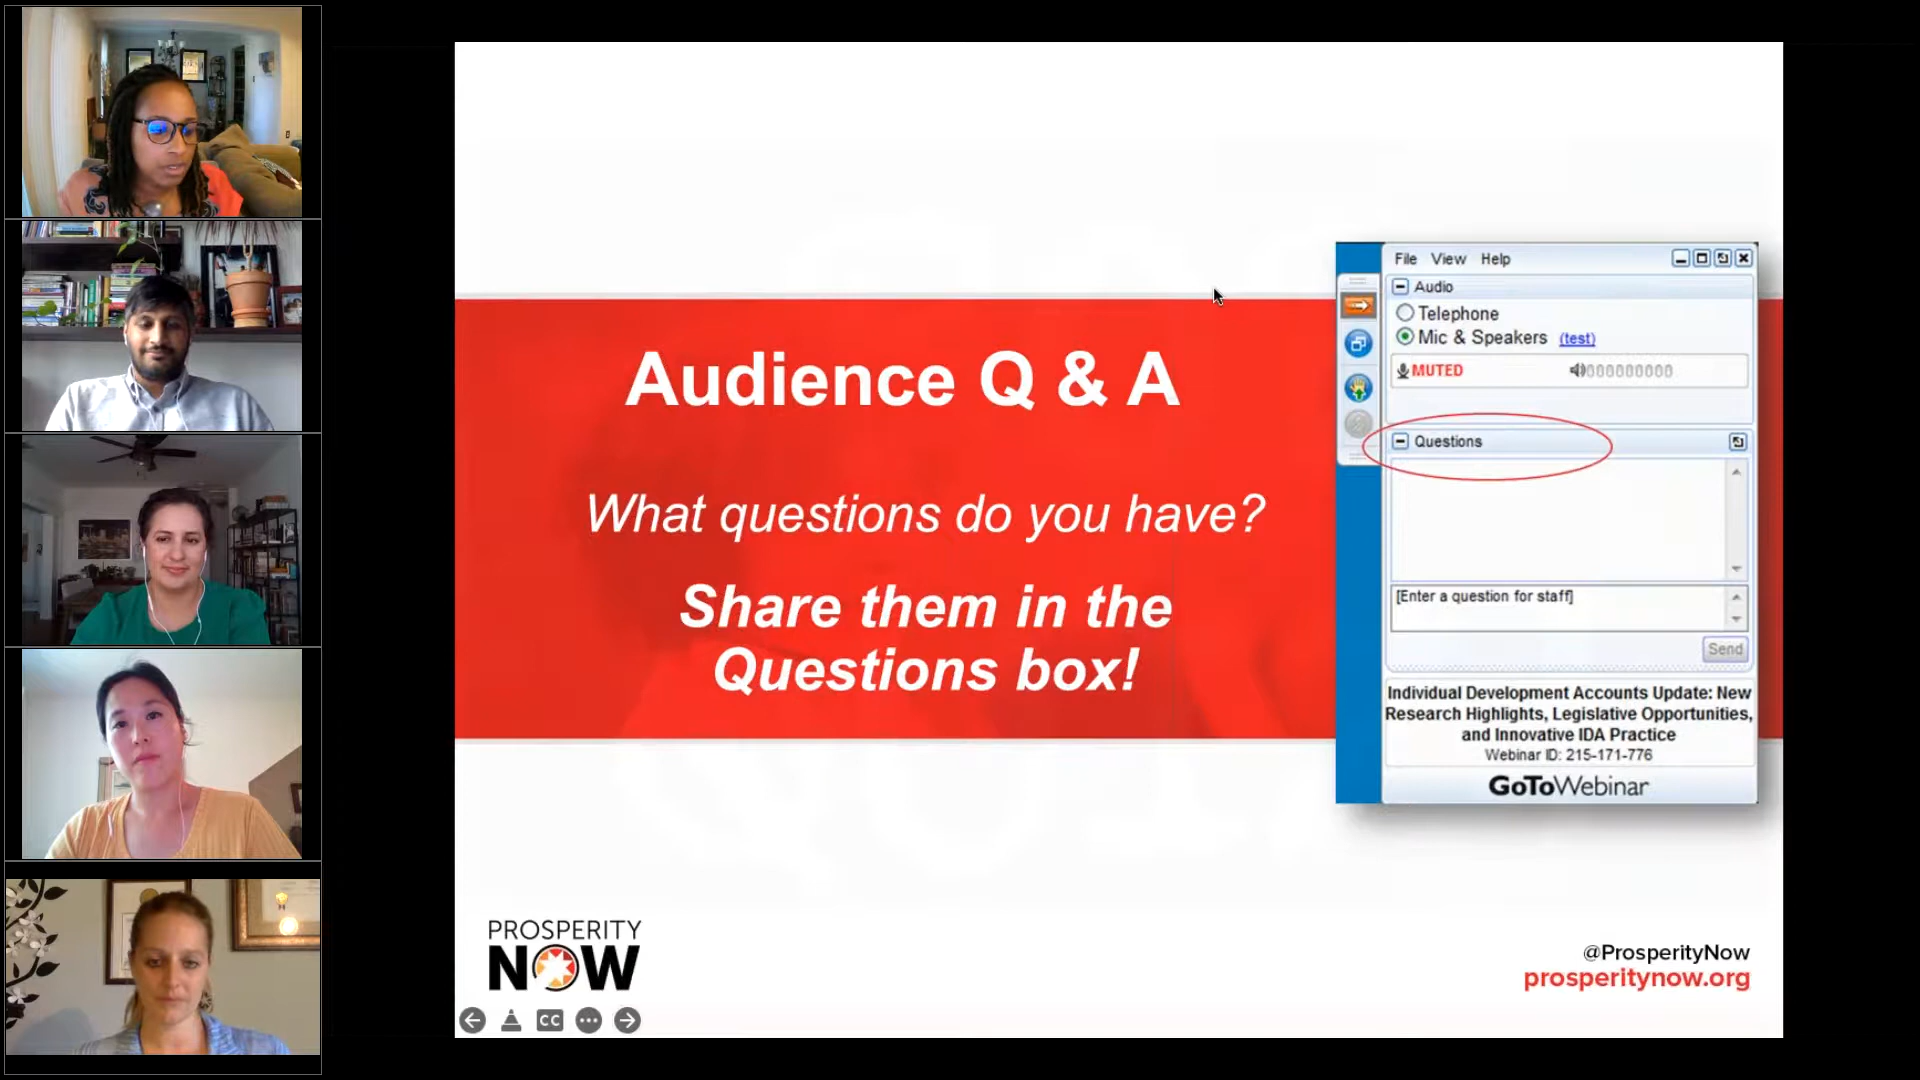 Audience Q & A
What questions do you have?
Share them in the
Questions box!
File View Help
Audio
Telephone
Mic & Speakers (test)
MUTED
Questions
[Enter a question for staff]
Send
Individual Development Accounts Update: New
Research Highlights, Legislative Opportunities,
and Innovative IDA Practice
Webinar ID: 215-171-776
GoToWebinar
PROSPERITY
NOW
@ProsperityNow
prosperitynow.org
CC